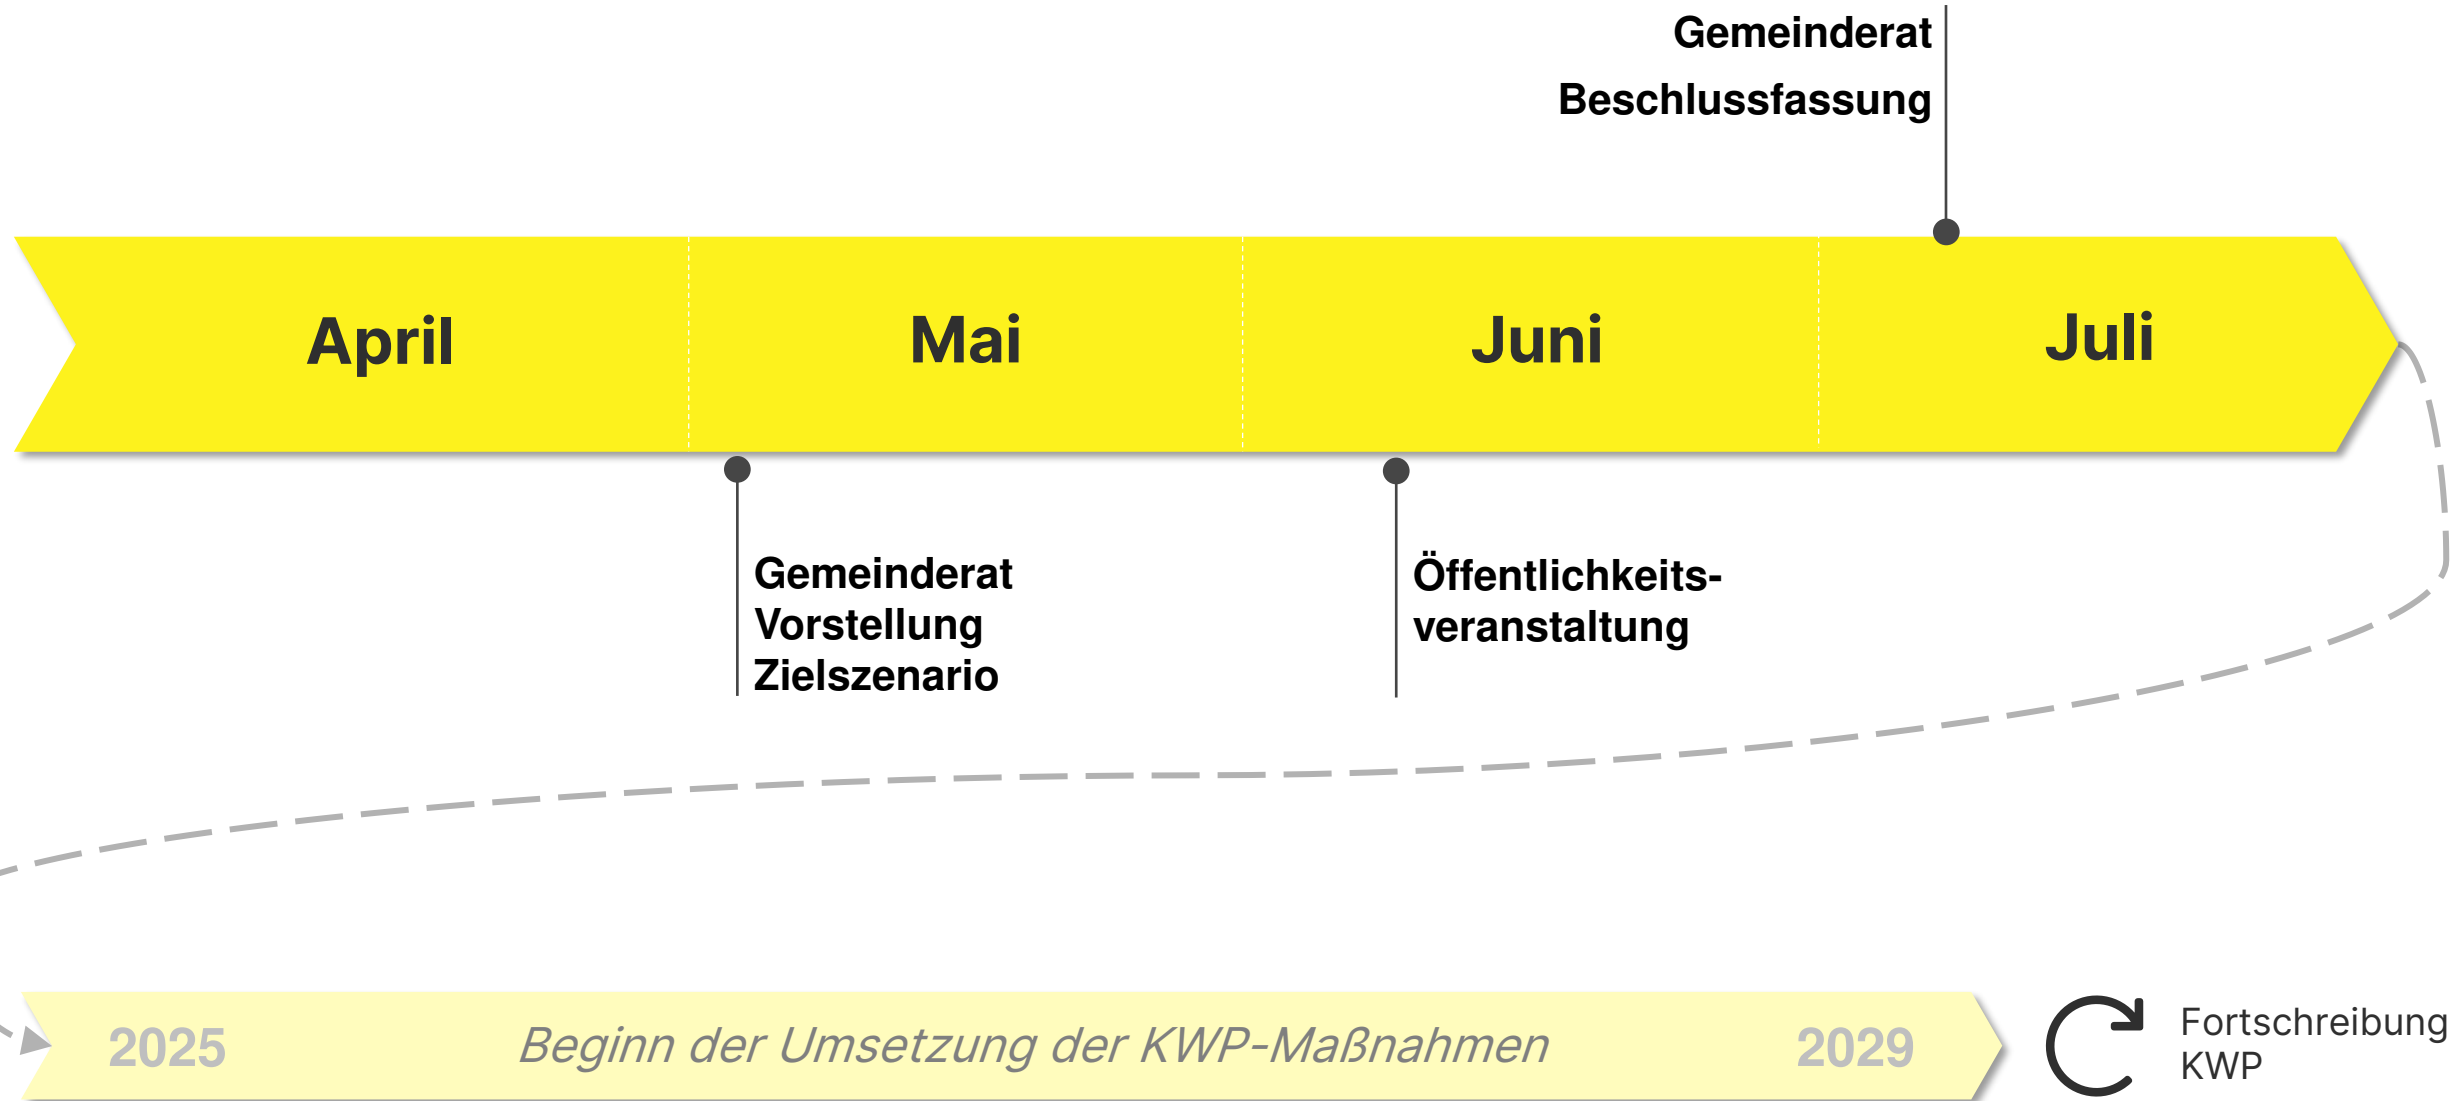 Gemeinderat
Beschlussfassung
April
Mai
Juni
Juli
Gemeinderat
Vorstellung
Zielszenario
Öffentlichkeits-
veranstaltung
2025
Beginn der Umsetzung der KWP-Maßnahmen
2029
Fortschreibung
KWP